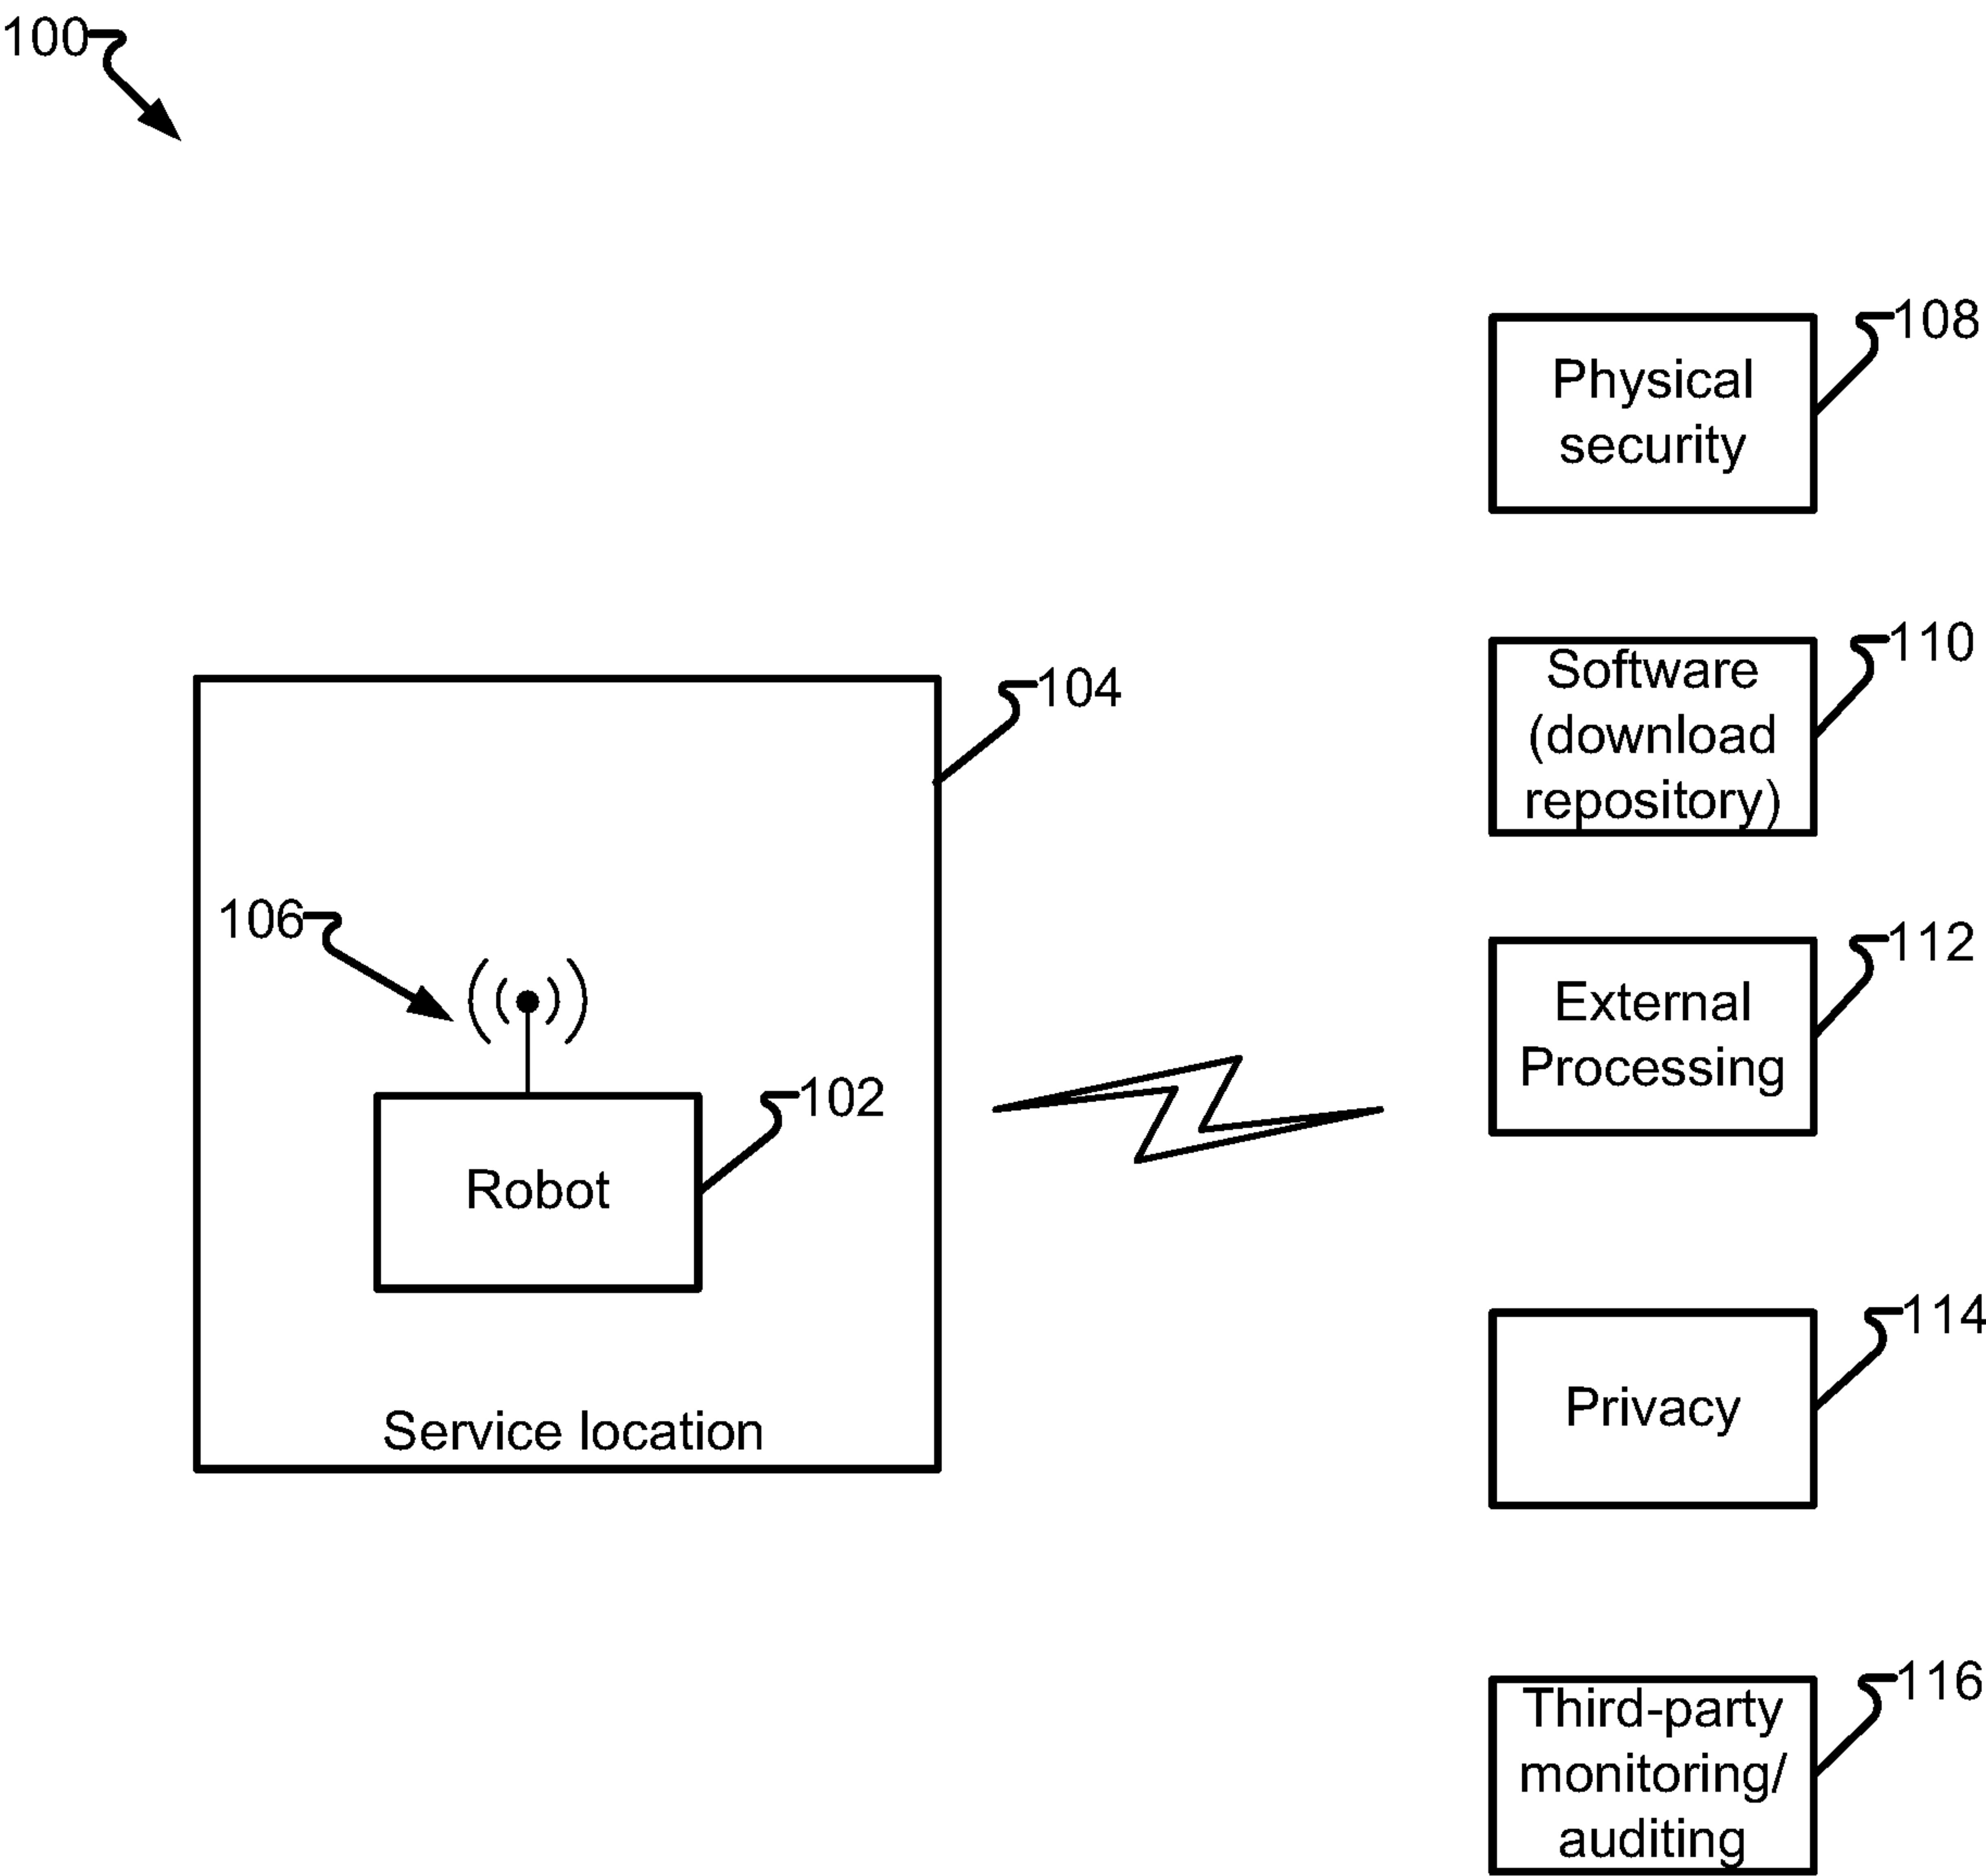 100
108
Physical
security
110
Software
(download
repository)
104
106
112
External
Processing
102
Robot
114
Privacy
Service location
116
Third-party
monitoring/
auditing